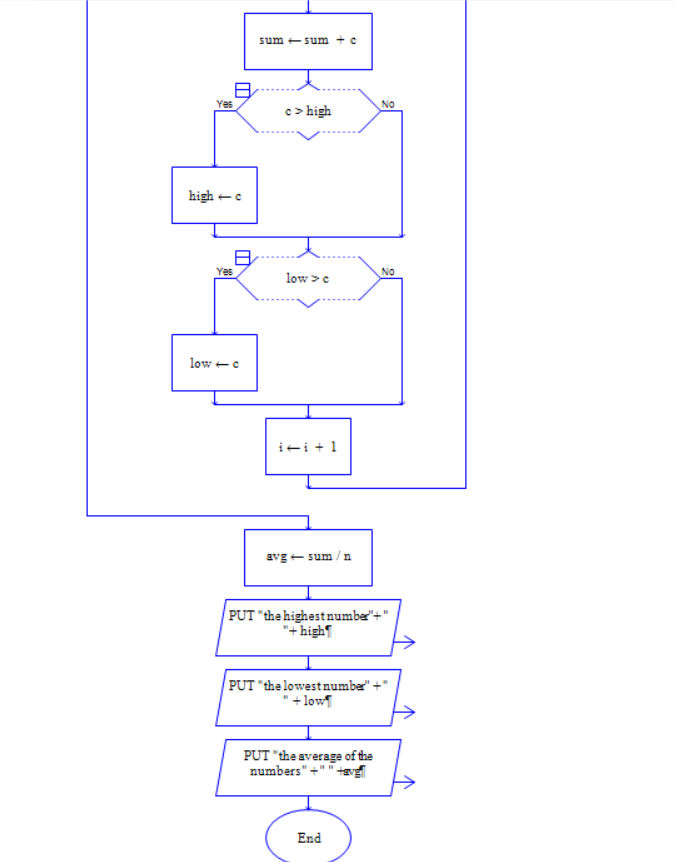 sum ← sum + c
Yes
No
c > high
high ← c
Yes
No
low > c
low ← c
i ← i + 1
avg ← sum / n
PUT "the highest number"+"
"+ high¶
PUT "the lowest number" +"
" + low¶
PUT "the average of the
numbers" +" " +avg¶
End